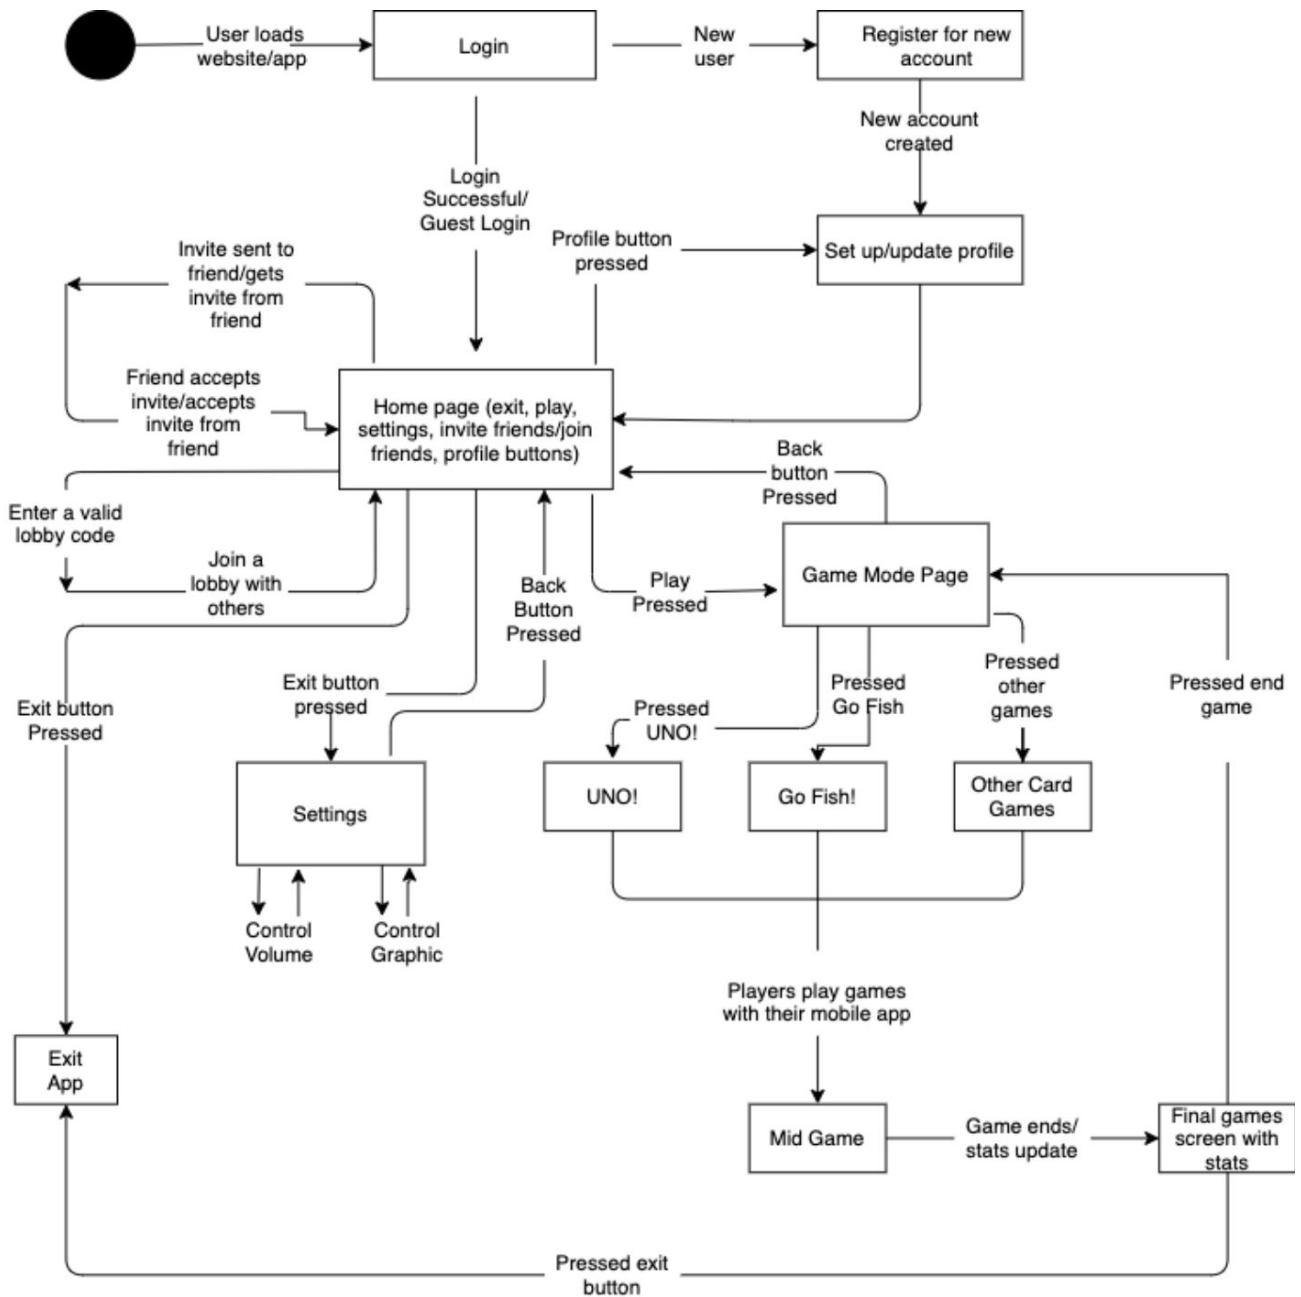 User loads
website/app
Login
New
user
Register for new
account
New account
created
Login
Successful/
Guest Login
Profile button
pressed
Set up/update profile
Invite sent to
friend/gets
invite from
friend
Friend accepts
invite/accepts
invite from
friend
Home page (exit, play,
settings, invite friends/join
friends, profile buttons)
Back
button
Pressed
Enter a valid
lobby code
Join a
lobby with
others
Back
Button
Pressed
Play
Pressed
Game Mode Page
Exit button
Pressed
Exit button
pressed
Pressed
UNO!
Pressed
Go Fish
Pressed
other
games
Pressed end
game
Settings
UNO!
Go Fish!
Other Card
Games
Control
Volume
Control
Graphic
Players play games
with their mobile app
Exit
App
Mid Game
Game ends/
stats update
Final games
screen with
stats
Pressed exit
button